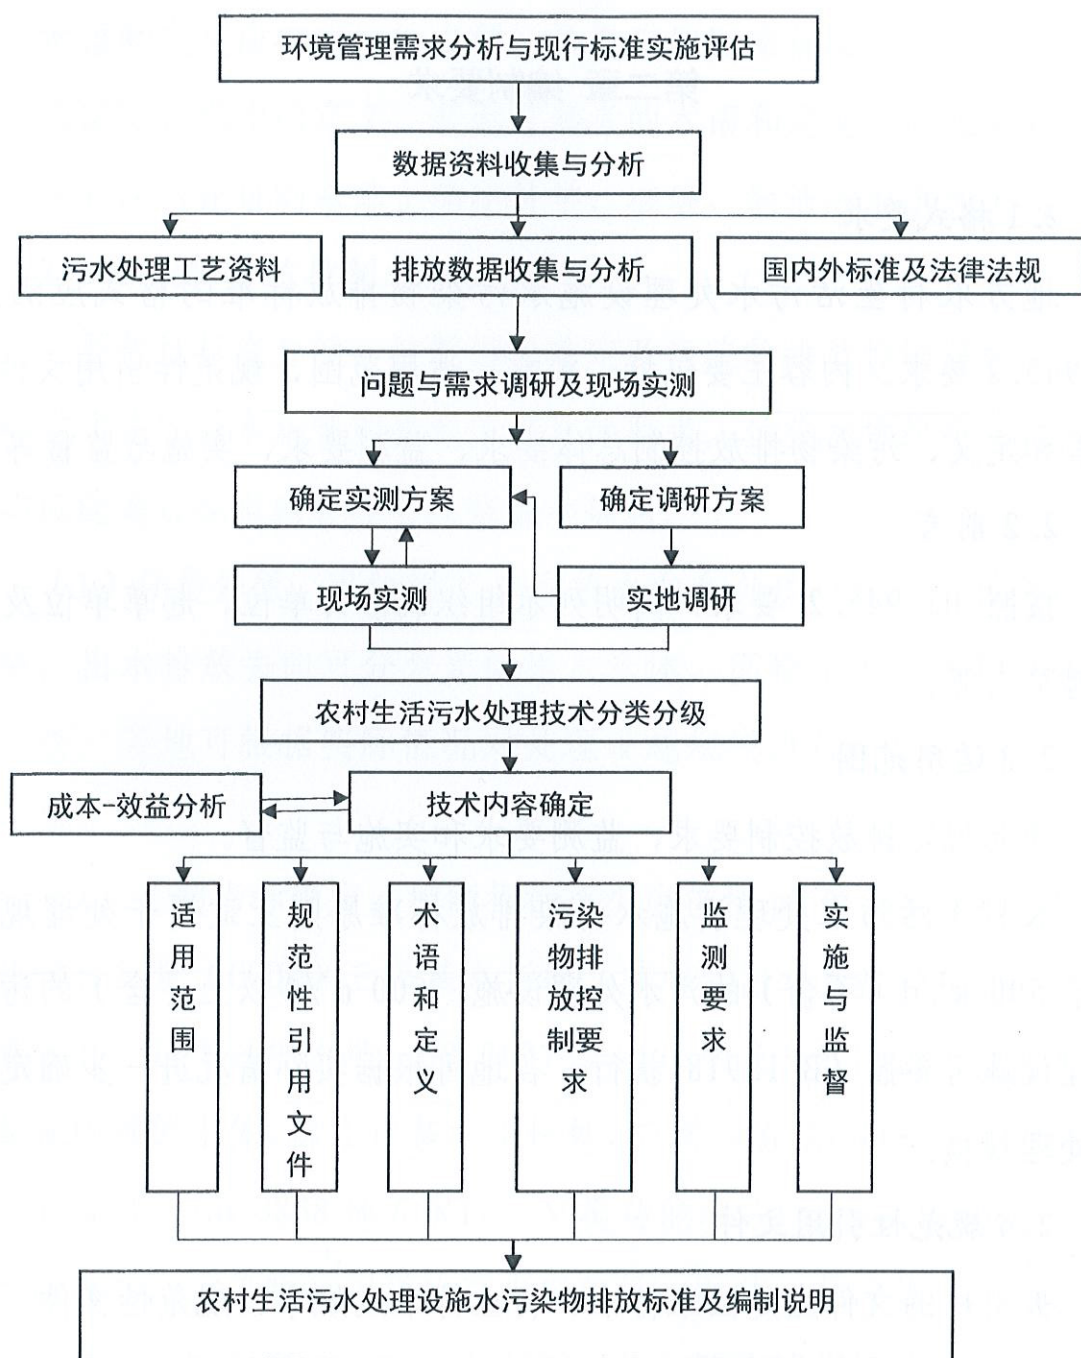 环境管理需求分析与现行标准实施评估
数据资料收集与分析
污水处理工艺资料
排放数据收集与分析
国内外标准及法律法规
问题与需求调研及现场实测
确定实测方案
确定调研方案
现场实测
实地调研
农村生活污水处理技术分类分级
成本-效益分析
技术内容确定
适用范围
规范性引用文件
术语和定义
污染
物排
放控
制要
求
监测要求
实施与监督
农村生活污水处理设施水污染物排放标准及编制说明